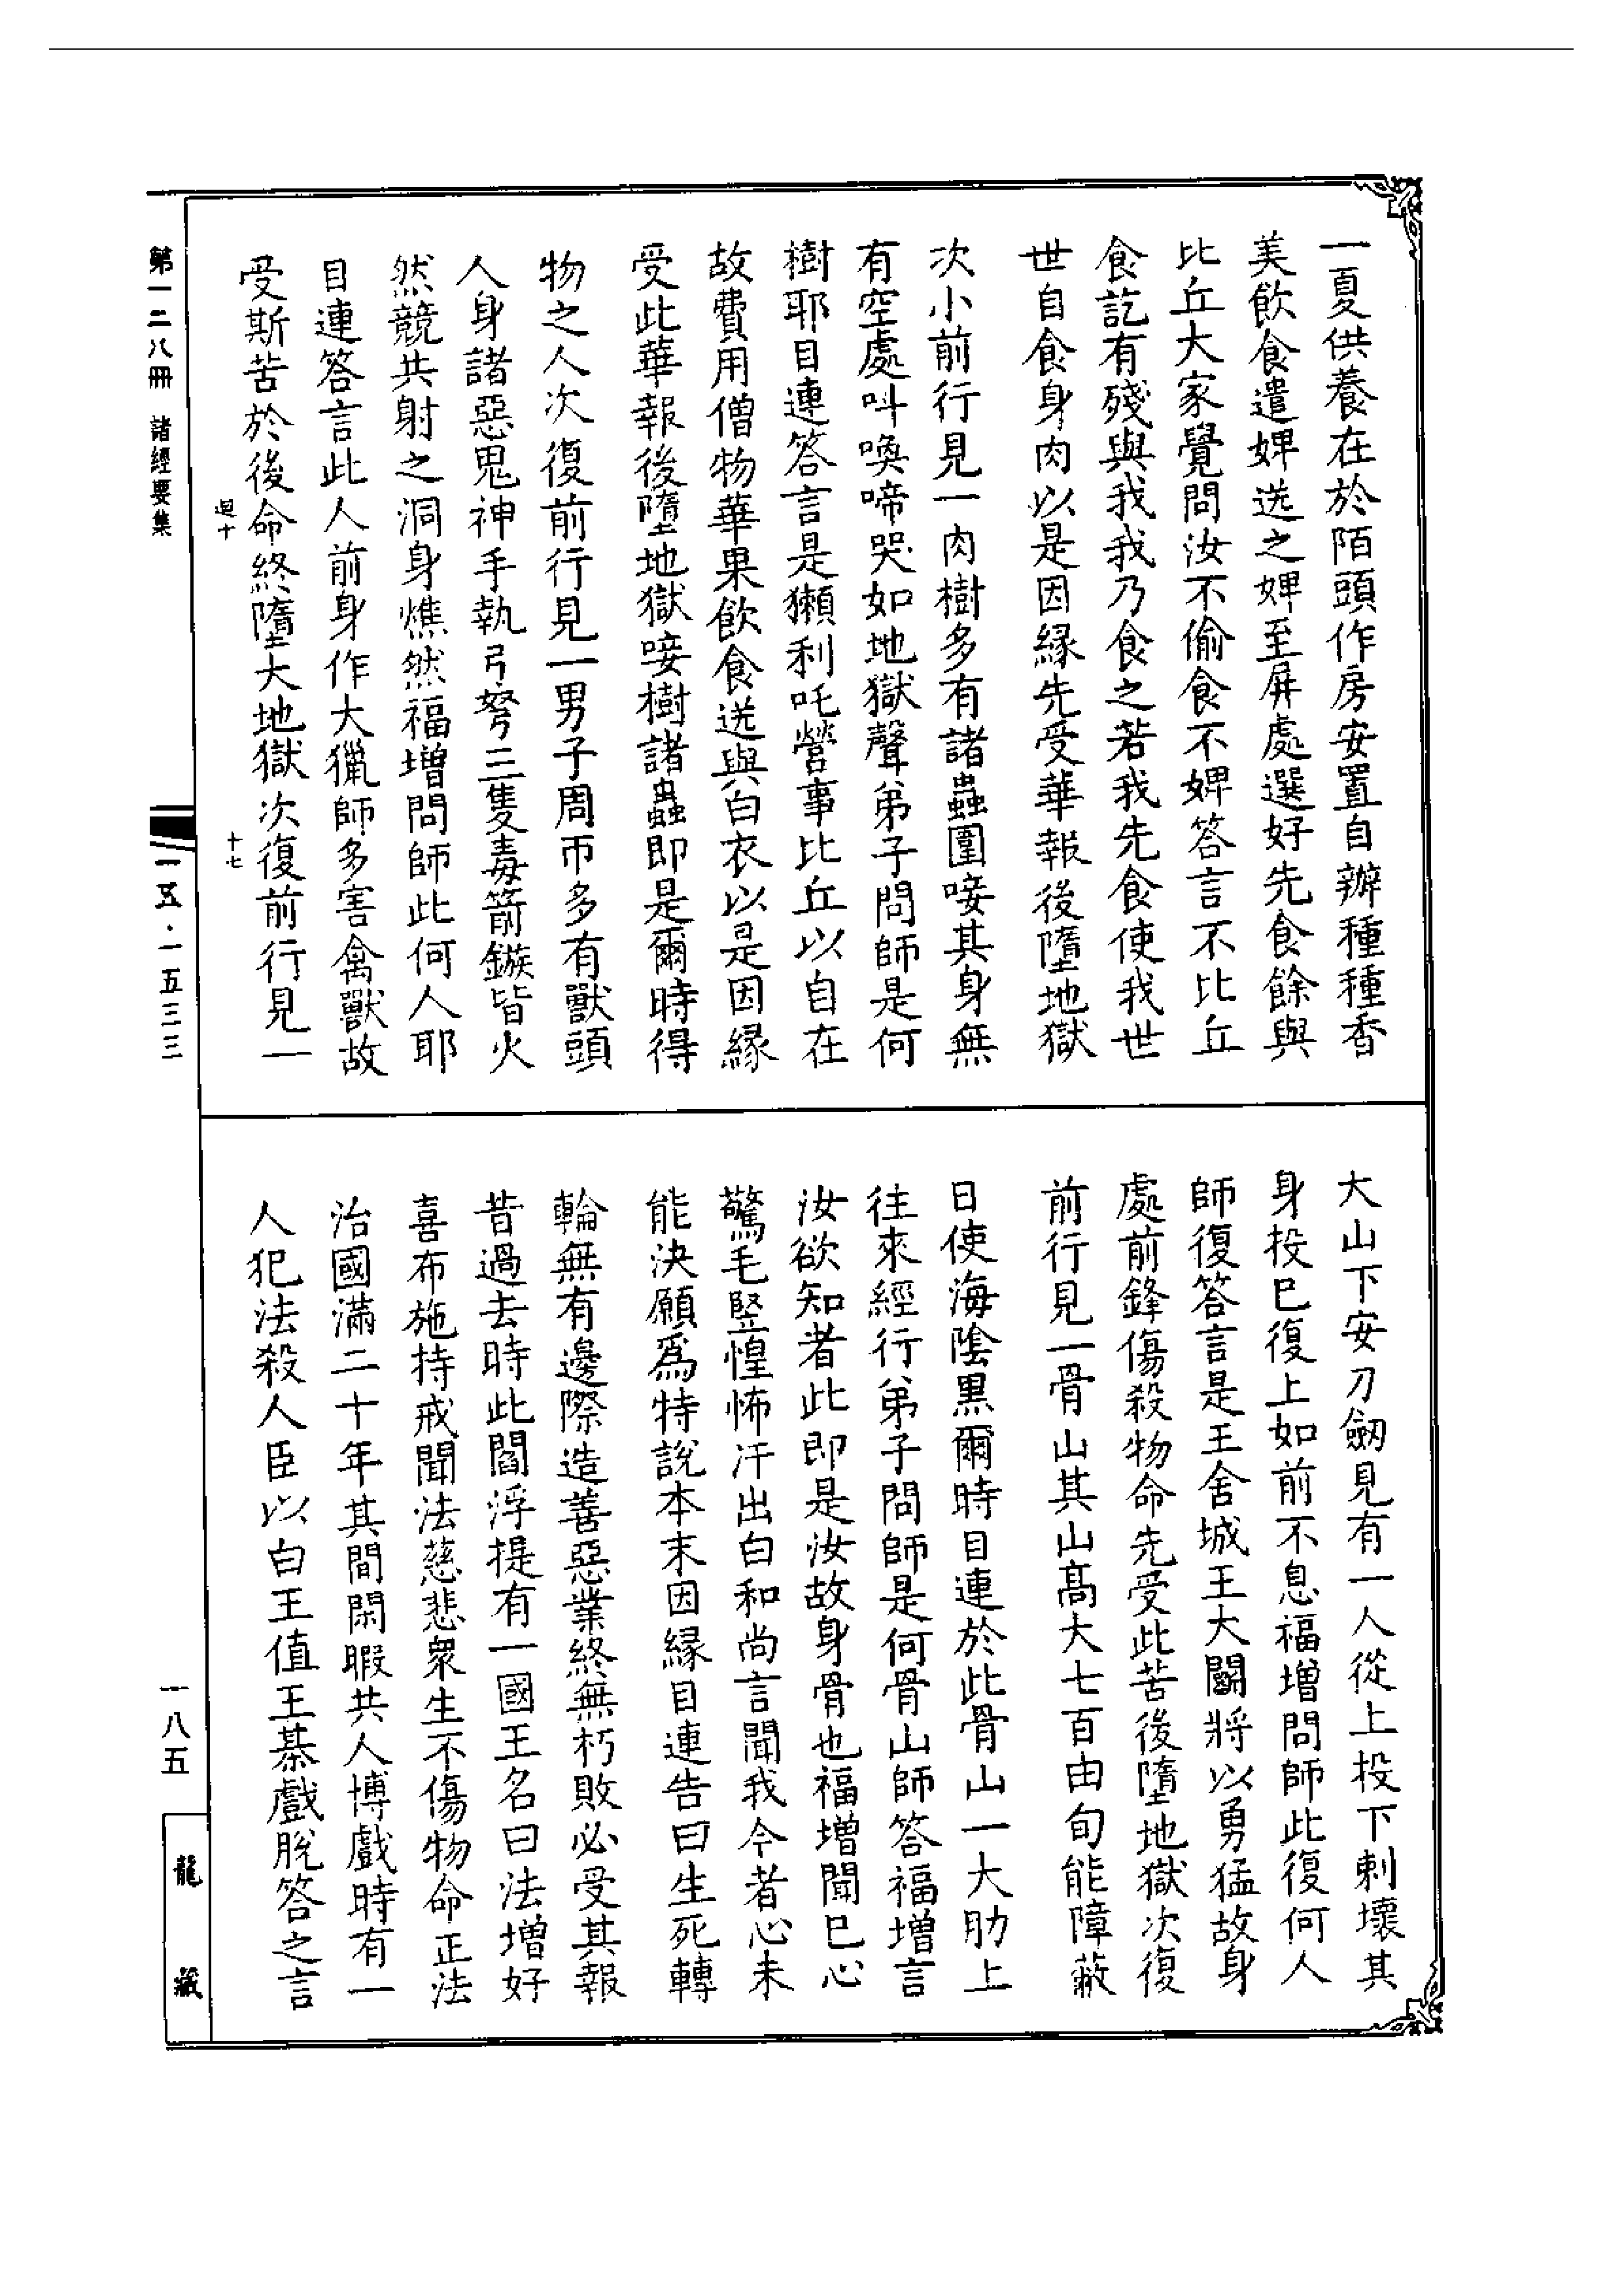 一夏供養在於陌頭作房安置自辦種種香
美飲食遣婢送之婢至屏處選好先食餘與
比丘大家覺問汝不偷食不婢答言不比丘
食訖有殘與我我乃食之若我先食使我世
世自食身肉以是因緣先受華報後墮地獄
次小前行見一肉樹多有諸蟲圍唼其身無
有空處叫喚啼哭如地獄聲弟子問師是何
樹耶目連答言是獺利吒營事比丘以自在
故費用僧物華果飲食送與白衣以是因緣
受此華報後墮地獄唼樹諸蟲即是爾時得
物之人次復前行見一男子周帀多有獸頭
人身諸惡鬼神手執弓弩三隻毒箭鏃皆火
然競共射之洞身燋然福增問師此何人耶
目連答言此人前身作大獵師多害禽獸故
受斯苦於後命終墮大地獄次復前行見一
大山下安刀劒見有一人從上投下刺壞其
身投已復上如前不息福增問師此復何人
師復答言是王舍城王大鬭將以勇猛故身
處前鋒傷殺物命先受此苦後墮地獄次復
前行見一骨山其山髙大七百由旬能障蔽
日使海陰黑爾時目連於此骨山一大肋上
往來經行弟子問師是何骨山師答福增言
汝欲知者此即是汝故身骨也福增聞已心
驚毛竪惶怖汗出白和尚言聞我今者心未
能決願爲特說本末因緣目連告曰生死轉
輪無有邊際造善惡業終無朽敗必受其報
昔過去時此閻浮提有一國王名曰法增好
喜布施持戒聞法慈悲衆生不傷物命正法
治國滿二十年其間閑暇共人博戲時有一
人犯法殺人臣以白王值王棊戲脫答之言
第一二八冊 諸經要集
迴十
十七
一五·一五三三
一八五
龍藏